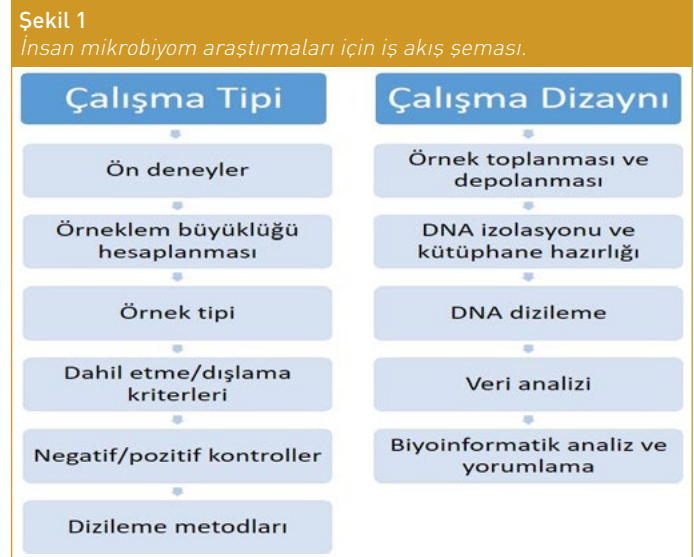 Şekil 1
İnsan mikrobiyom araştırmaları için iş akış şeması.
Çalışma Tipi
Ön deneyler
Örneklem büyüklüğü
hesaplanması
Örnek tipi
Dahil etme/dışlama
kriterleri
Negatif/pozitif kontroller
Dizileme metodları
Çalışma Dizaynı
Örnek toplanması ve
depolanması
DNA izolasyonu ve
kütüphane hazırlığı
DNA dizileme
Veri analizi
Biyoinformatik analiz ve
yorumlama